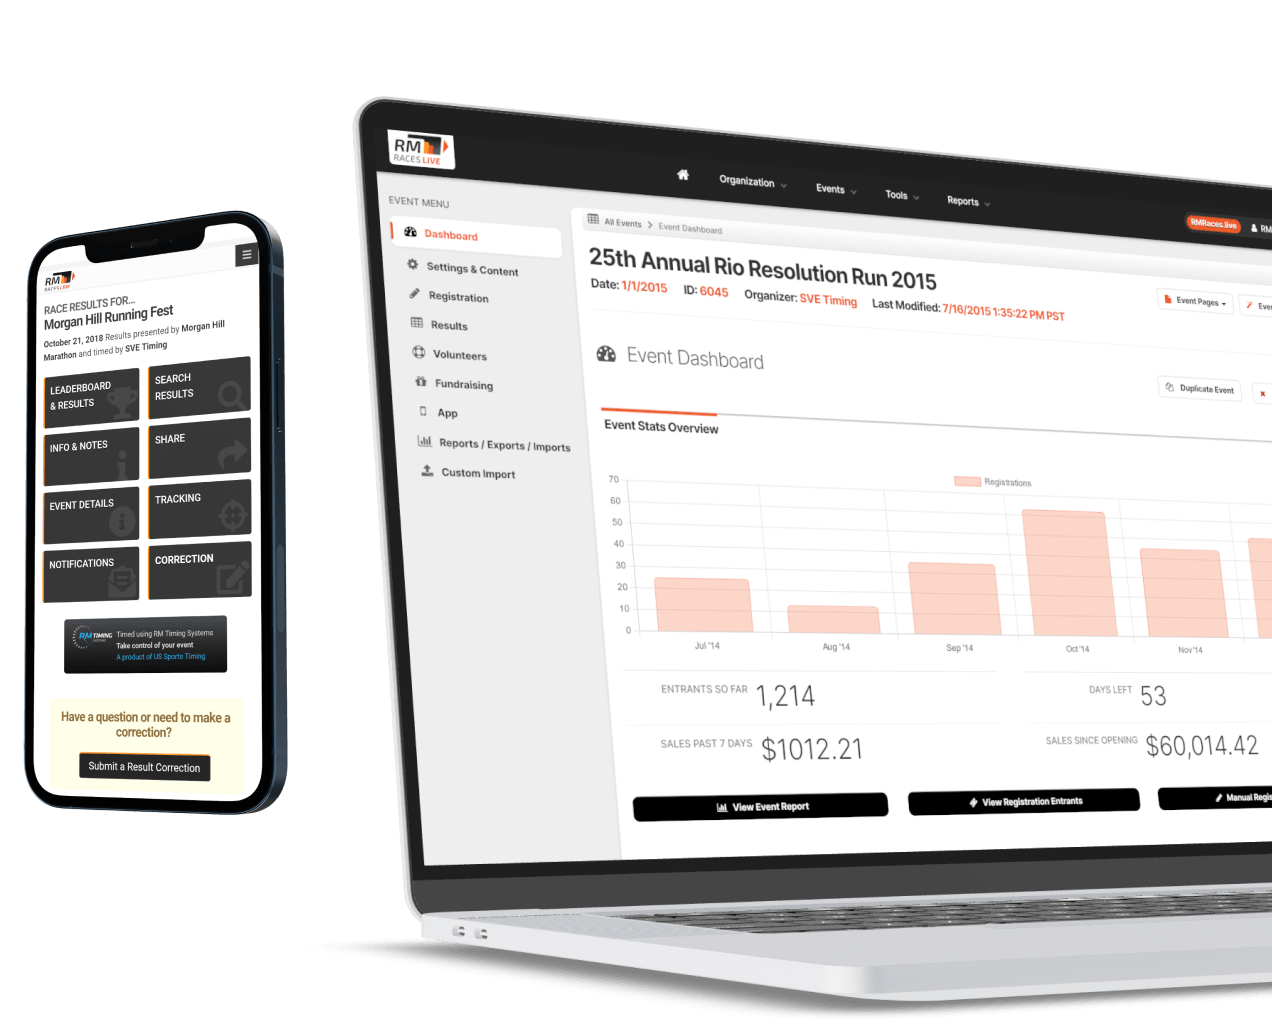 RM
RACES LIVE
RACE RESULTS FOR...
Morgan Hill Running Fest
October 21, 2018 Results presented by Morgan Hill
Marathon and timed by SVE Timing
LEADERBOARD
& RESULTS
SEARCH
RESULTS
INFO & NOTES
SHARE
EVENT DETAILS
TRACKING
NOTIFICATIONS
CORRECTION
RM TIMING
SYSTEMS
Timed using RM Timing Systems
Take control of your event
A product of US Sports Timing
Have a question or need to make a
correction?
Submit a Result Correction
RM
RACES LIVE
Organization
Events
Tools
Reports
RMRaces.live
RM
EVENT MENU
Dashboard
Settings & Content
Registration
Results
Volunteers
Fundraising
App
Reports / Exports / Imports
Custom Import
All Events > Event Dashboard
25th Annual Rio Resolution Run 2015
Date: 1/1/2015 ID: 6045 Organizer: SVE Timing Last Modified: 7/16/2015 1:35:22 PM PST
Event Pages
Eve
Event Dashboard
Duplicate Event
Event Stats Overview
Registrations
70
60
50
40
30
20
10
0
Jul '14 Aug '14 Sep '14 Oct '14 Nov '14
ENTRANTS SO FAR 1,214
DAYS LEFT 53
SALES PAST 7 DAYS $1012.21
SALES SINCE OPENING $60,014.42
View Event Report
View Registration Entrants
Manual Regis